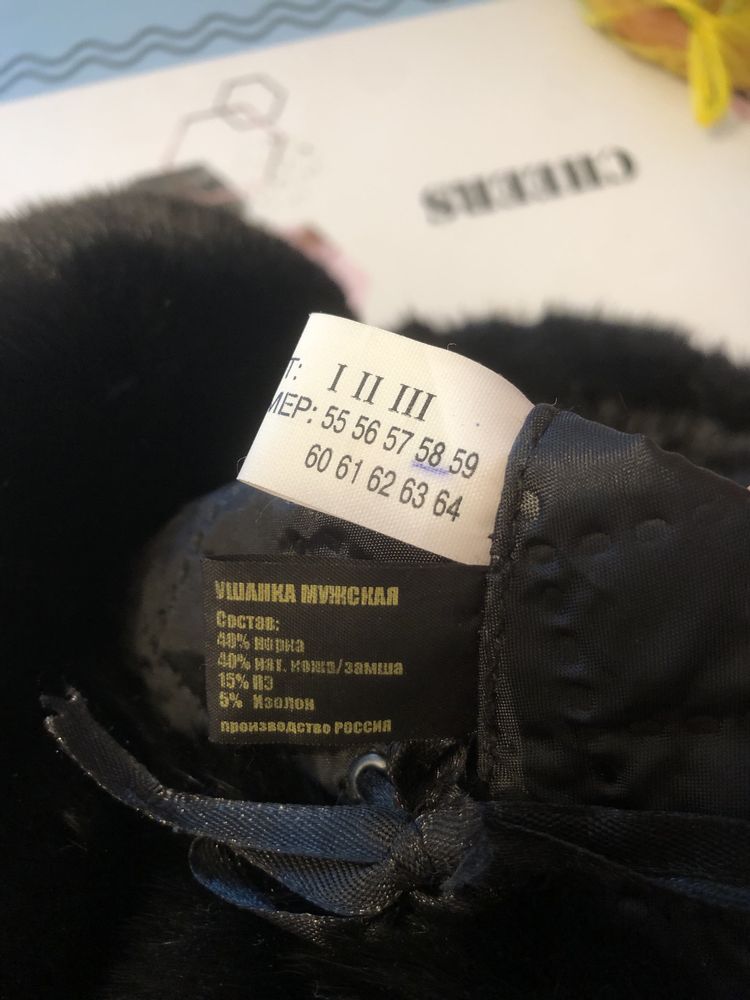 CHEERS
Т: I II III
МЕР: 55 56 57 58 59
60 61 62 63 64
УШАНКА МУЖСКАЯ
Состав:
40% норка
40% нат. кожа/замша
15% ПЭ
5% Изолон
производство РОССИЯ